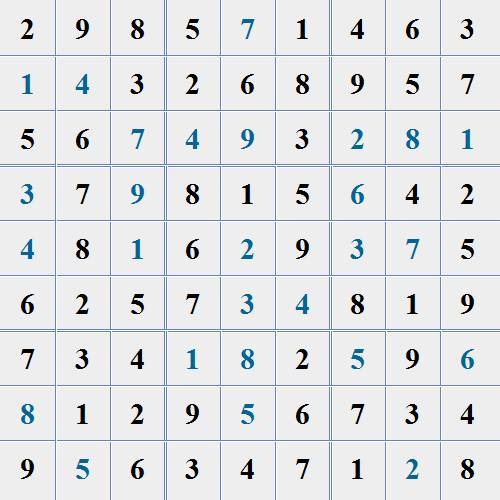 2 9 8 5 7 1 4 6 3
1 4 3 2 6 8 9 5 7
5 6 7 4 9 3 2 8 1
3 7 9 8 1 5 6 4 2
4 8 1 6 2 9 3 7 5
6 2 5 7 3 4 8 1 9
7 3 4 1 8 2 5 9 6
8 1 2 9 5 6 7 3 4
9 5 6 3 4 7 1 2 8